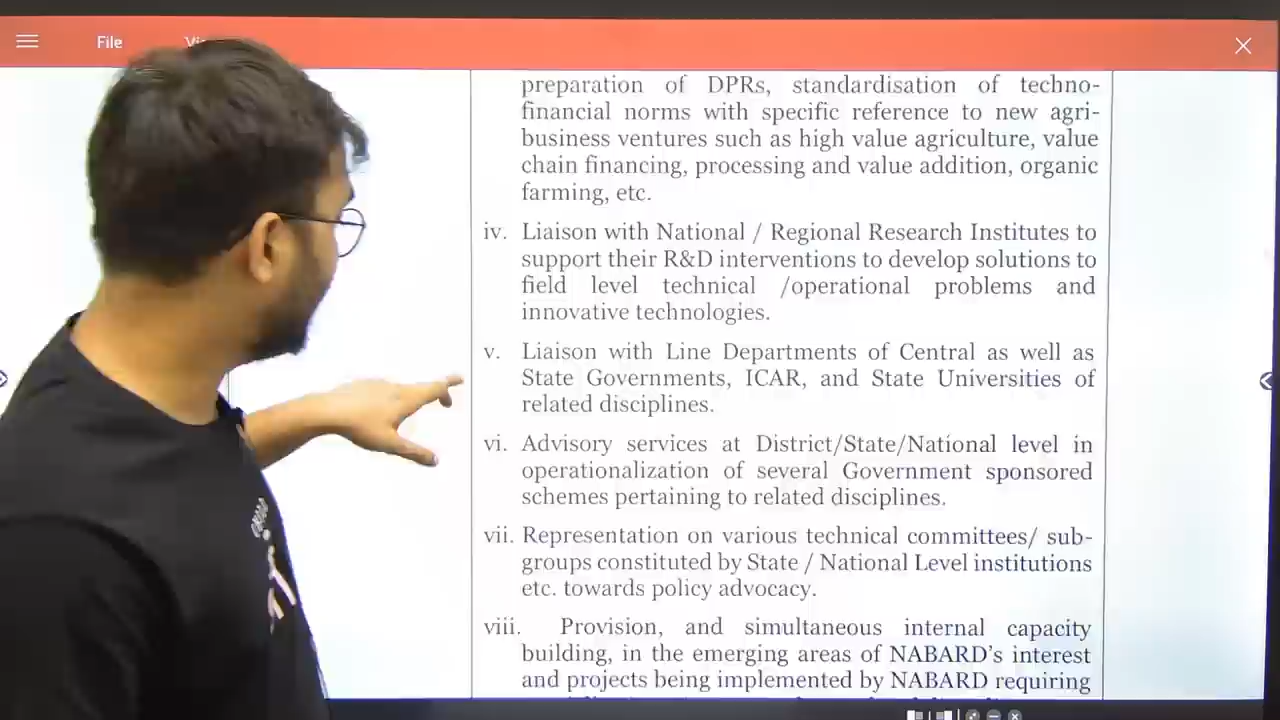 File
preparation of DPRs, standardisation of techno-
financial norms with specific reference to new agri-
business ventures such as high value agriculture, value
chain financing, processing and value addition, organic
farming, etc.
iv. Liaison with National / Regional Research Institutes to
support their R&D interventions to develop solutions to
field level technical /operational problems and
innovative technologies.
v. Liaison with Line Departments of Central as well as
State Governments, ICAR, and State Universities of
related disciplines.
vi. Advisory services at District/State/National level in
operationalization of several Government sponsored
schemes pertaining to related disciplines.
vii. Representation on various technical committees/ sub-
groups constituted by State / National Level institutions
etc. towards policy advocacy.
viii. Provision, and simultaneous internal capacity
building, in the emerging areas of NABARD's interest
and projects being implemented by NABARD requiring